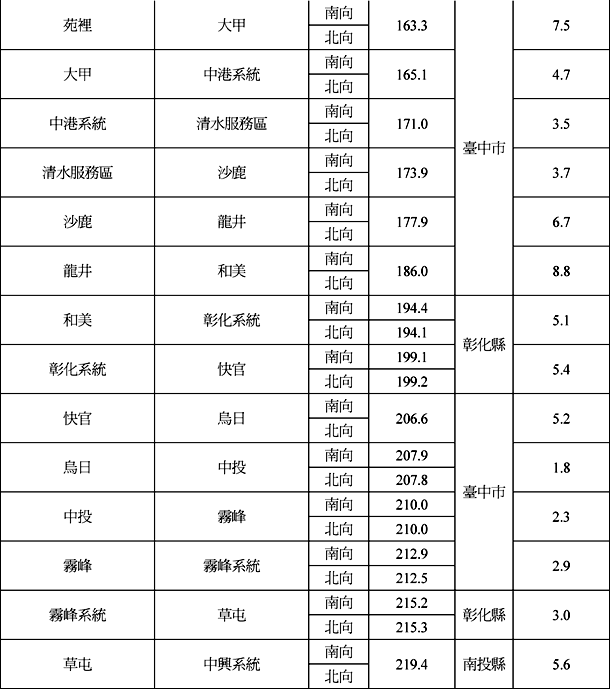 苑裡 大甲 南向 163.3 臺中市 7.5
北向
大甲 中港系統 南向 165.1 4.7
北向
中港系統 清水服務區 南向 171.0 3.5
北向
清水服務區 沙鹿 南向 173.9 3.7
北向
沙鹿 龍井 南向 177.9 6.7
北向
龍井 和美 南向 186.0 8.8
北向
和美 彰化系統 南向 194.4 彰化縣 5.1
北向 194.1
彰化系統 快官 南向 199.1 5.4
北向 199.2
快官 烏日 南向 206.6 臺中市 5.2
北向
烏日 中投 南向 207.9 1.8
北向 207.8
中投 霧峰 南向 210.0 2.3
北向 210.0
霧峰 霧峰系統 南向 212.9 2.9
北向 212.5
霧峰系統 草屯 南向 215.2 彰化縣 3.0
北向 215.3
草屯 中興系統 南向 219.4 南投縣 5.6
北向